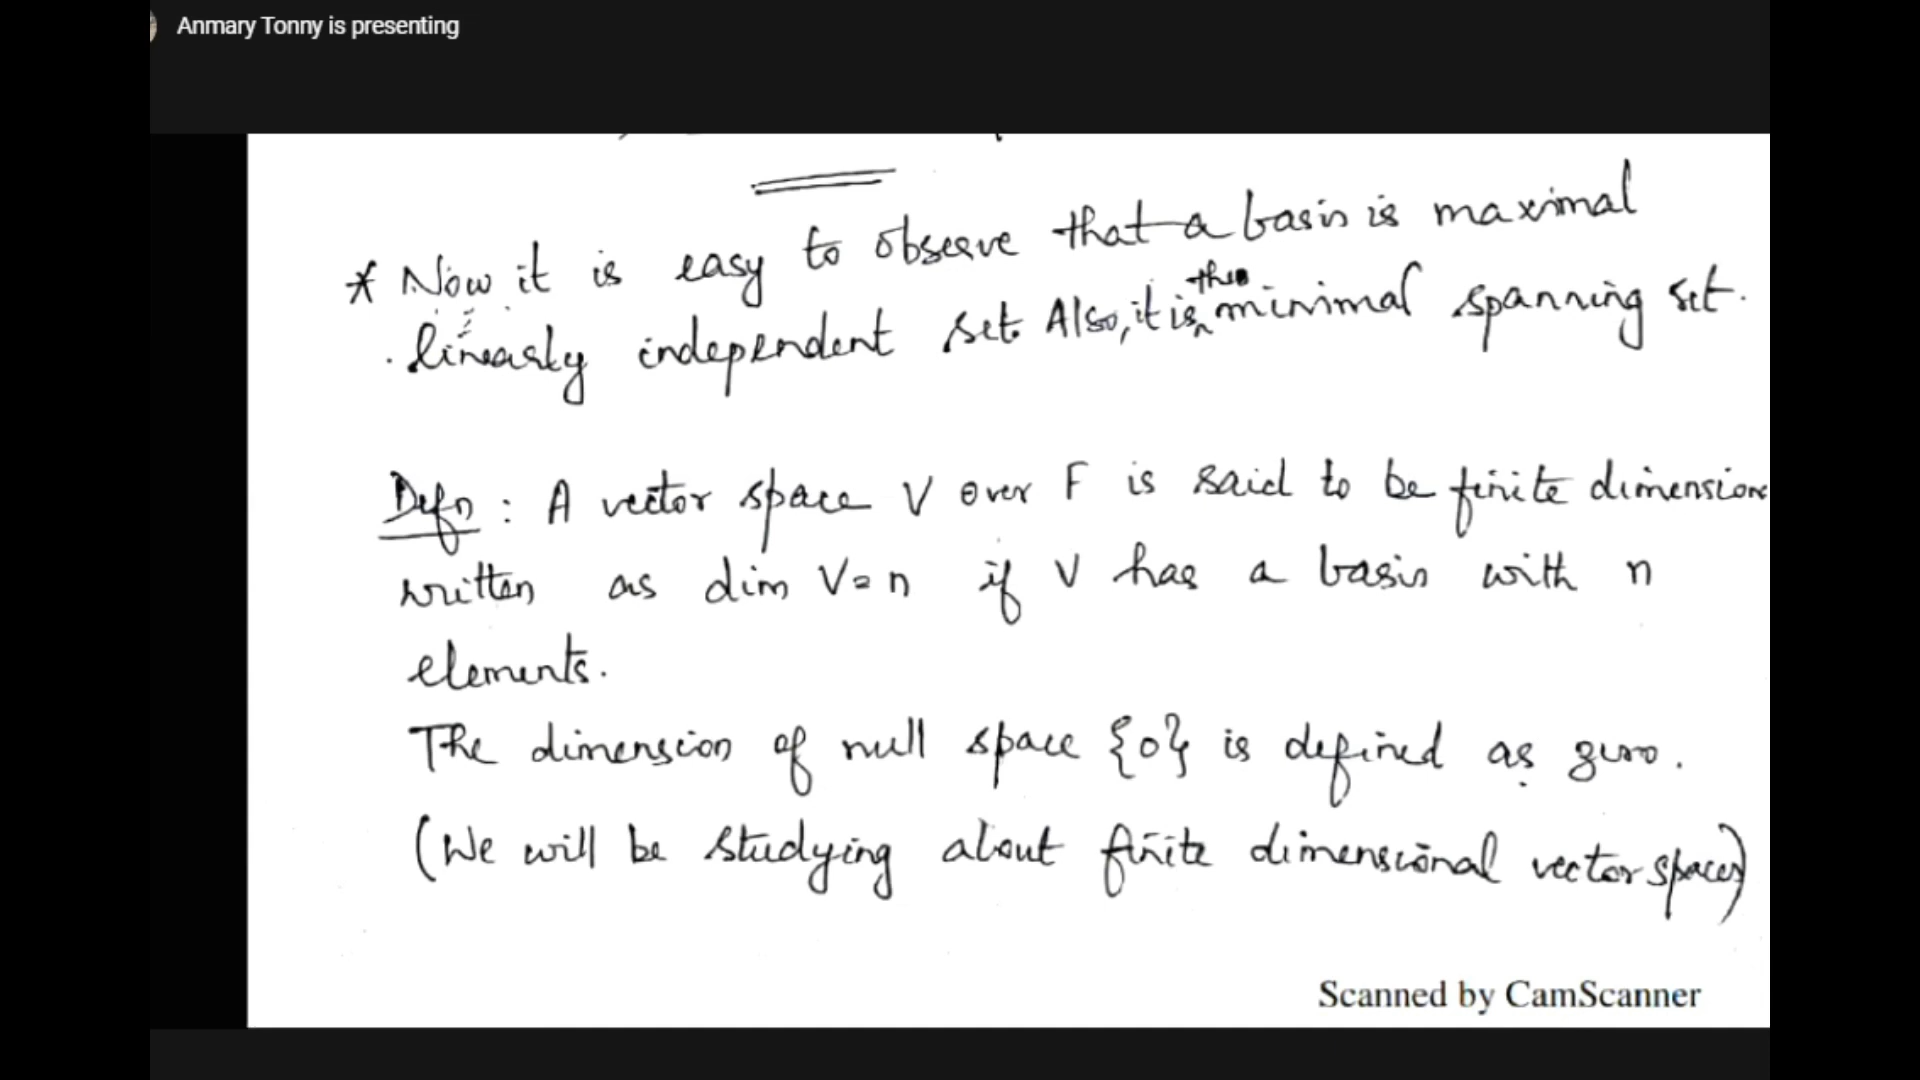 Anmary Tonny is presenting
* Now it is easy to observe that a basis is maximal
linearly independent set. Also, it is the minimal spanning set.
Defn : A vector space V over F is said to be finite dimension
written as dim V = n if V has a basis with n
elements.
The dimension of null space {0} is defined as zero.
(We will be studying about finite dimensional vector spaces)
Scanned by CamScanner